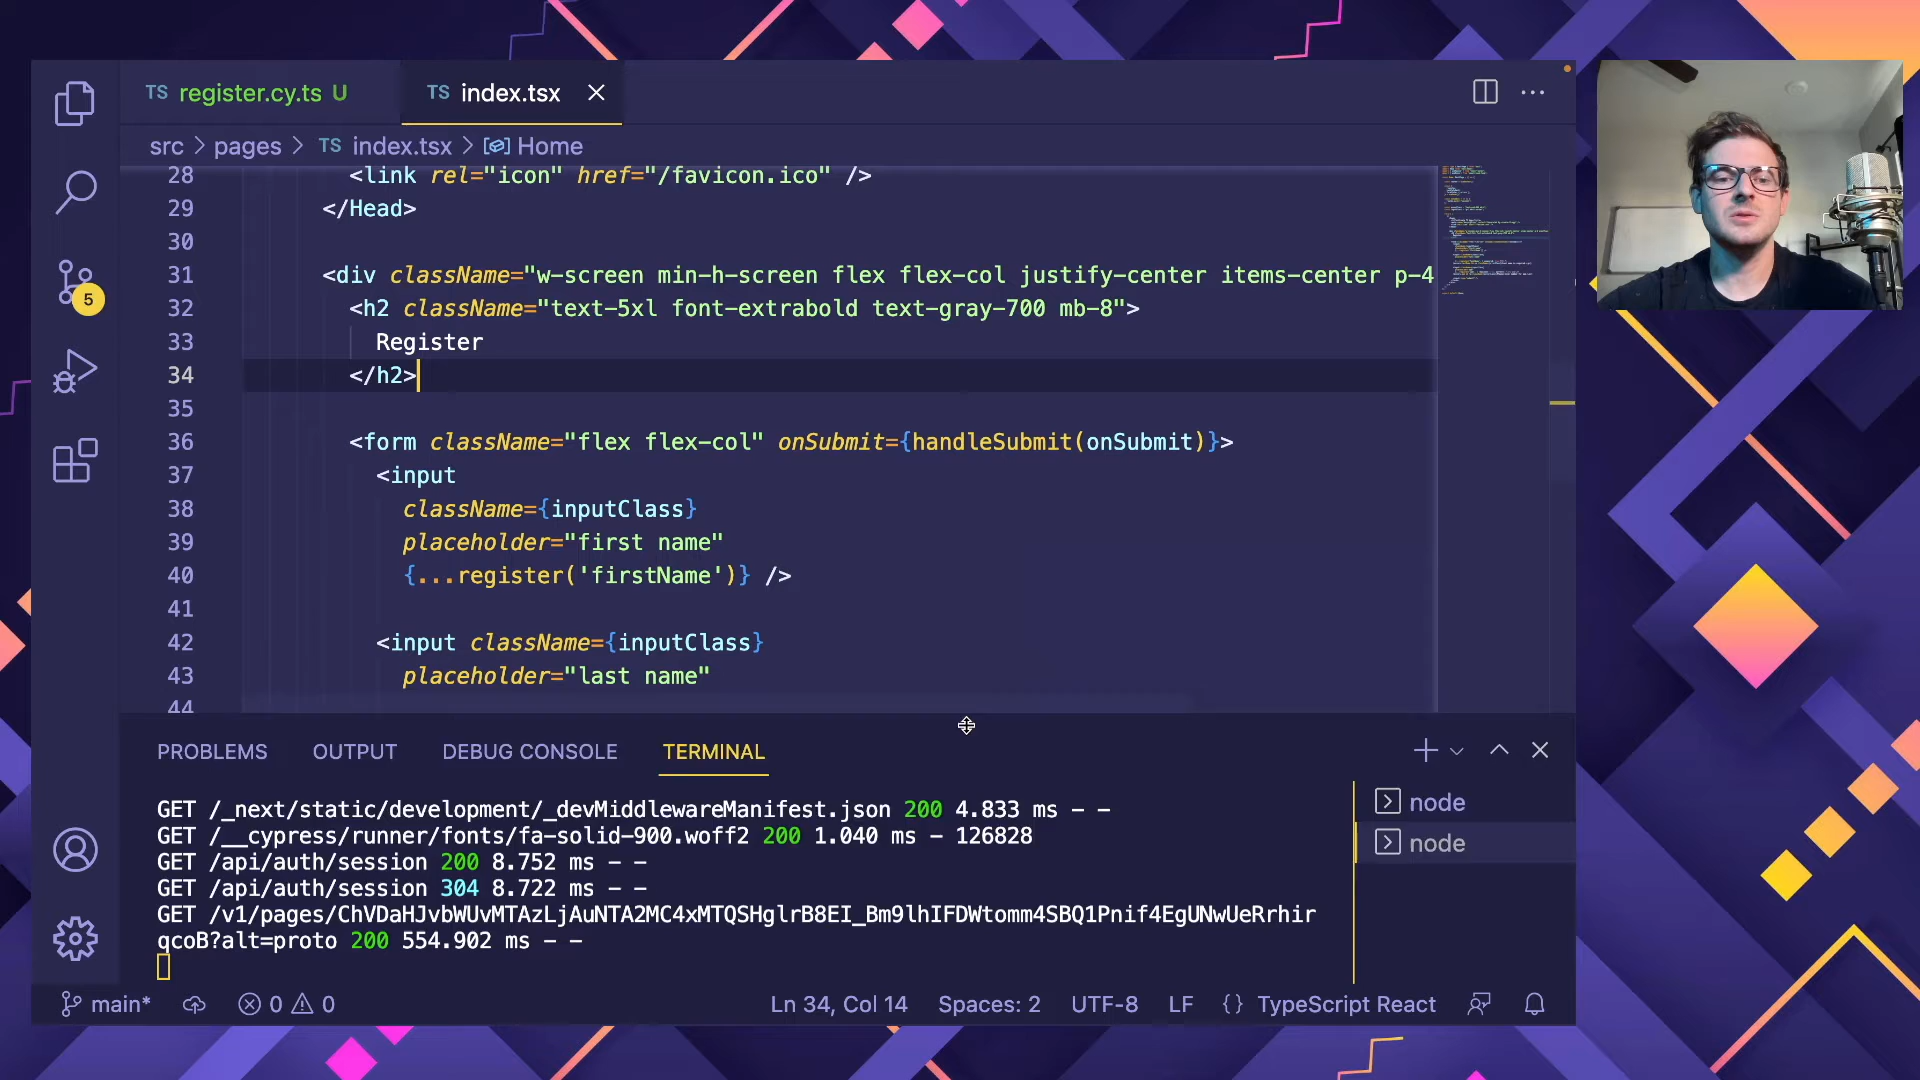 TS register.cy.ts U
TS index.tsx
src > pages > TS index.tsx > Home
28 <link rel="icon" href="/favicon.ico" />
29 </Head>
30
31 <div className="w-screen min-h-screen flex flex-col justify-center items-center p-4
32 <h2 className="text-5xl font-extrabold text-gray-700 mb-8">
33 Register
34 </h2>
35
36 <form className="flex flex-col" onSubmit={handleSubmit(onSubmit)}>
37 <input
38 className={inputClass}
39 placeholder="first name"
40 {...register('firstName')} />
41
42 <input className={inputClass}
43 placeholder="last name"
44
5
PROBLEMS OUTPUT DEBUG CONSOLE TERMINAL
GET /_next/static/development/_devMiddlewareManifest.json 200 4.833 ms - -
GET /__cypress/runner/fonts/fa-solid-900.woff2 200 1.040 ms - 126828
GET /api/auth/session 200 8.752 ms - -
GET /api/auth/session 304 8.722 ms - -
GET /v1/pages/ChVDaHJvbWUvMTAzLjAuNTA2MC4xMTQSHglrB8EI_Bm9lhIFDWtomm4SBQ1Pnif4EgUNwUeRrhir
qcoB?alt=proto 200 554.902 ms - -
node
node
main* 0 0 Ln 34, Col 14 Spaces: 2 UTF-8 LF {} TypeScript React